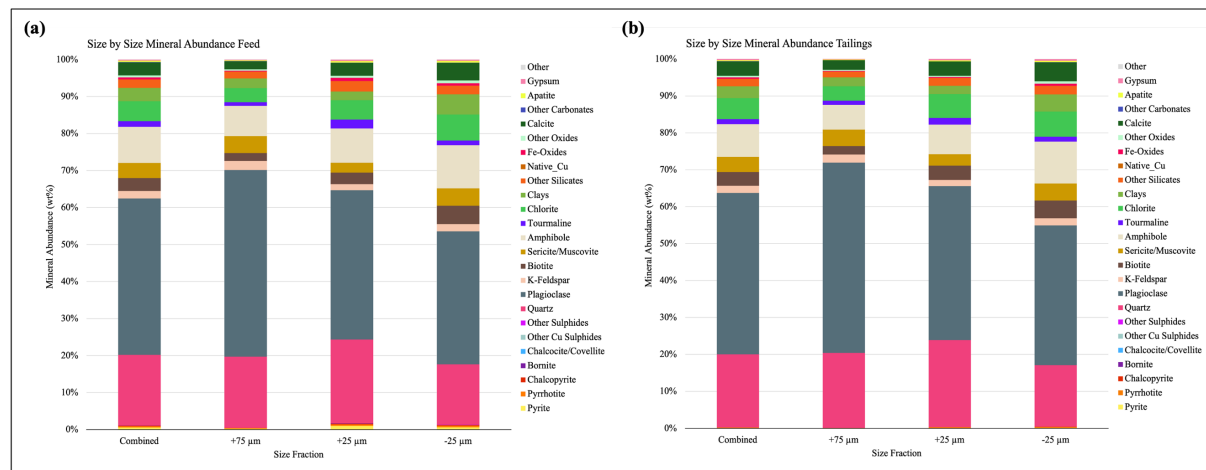 (a)
Size by Size Mineral Abundance Feed
Mineral Abundance (wt%)
100%
90%
80%
70%
60%
50%
40%
30%
20%
10%
0%
Combined +75 µm +25 µm -25 µm
Size Fraction
Other
Gypsum
Apatite
Other Carbonates
Calcite
Other Oxides
Fe-Oxides
Native_Cu
Other Silicates
Clays
Chlorite
Tourmaline
Amphibole
Sericite/Muscovite
Biotite
K-Feldspar
Plagioclase
Quartz
Other Sulphides
Other Cu Sulphides
Chalcocite/Covellite
Bornite
Chalcopyrite
Pyrrhotite
Pyrite
(b)
Size by Size Mineral Abundance Tailings
Mineral Abundance (wt%)
100%
90%
80%
70%
60%
50%
40%
30%
20%
10%
0%
Combined +75 µm +25 µm -25 µm
Size Fraction
Other
Gypsum
Apatite
Other Carbonates
Calcite
Other Oxides
Fe-Oxides
Native_Cu
Other Silicates
Clays
Chlorite
Tourmaline
Amphibole
Sericite/Muscovite
Biotite
K-Feldspar
Plagioclase
Quartz
Other Sulphides
Other Cu Sulphides
Chalcocite/Covellite
Bornite
Chalcopyrite
Pyrrhotite
Pyrite